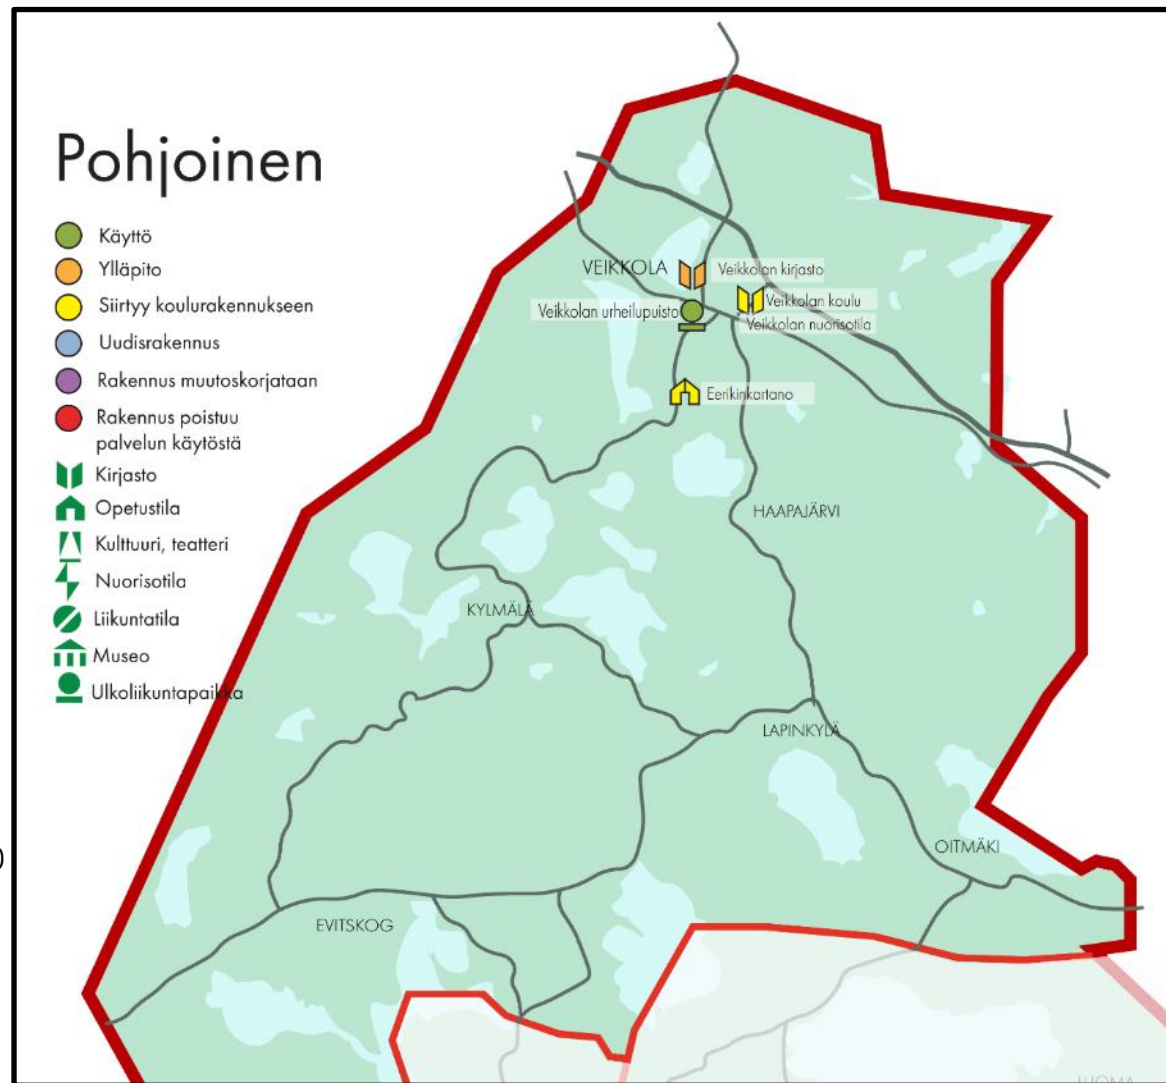 Pohjoinen
Käyttö
Ylläpito
Siirtyy koulurakennukseen
Uudisrakennus
Rakennus muutoskorjataan
Rakennus poistuu
palvelun käytöstä
Kirjasto
Opetustila
Kulttuuri, teatteri
Nuorisotila
Liikuntatila
Museo
Ulkoliikuntapaikka
VEIKKOLA
Veikkolan kirjasto
Veikkolan koulu
Veikkolan urheilupuisto
Veikkolan nuorisotila
Eerikinkartano
HAAPAJÄRVI
KYLMÄLÄ
LAPINKYLÄ
OITMÄKI
EVITSKOG